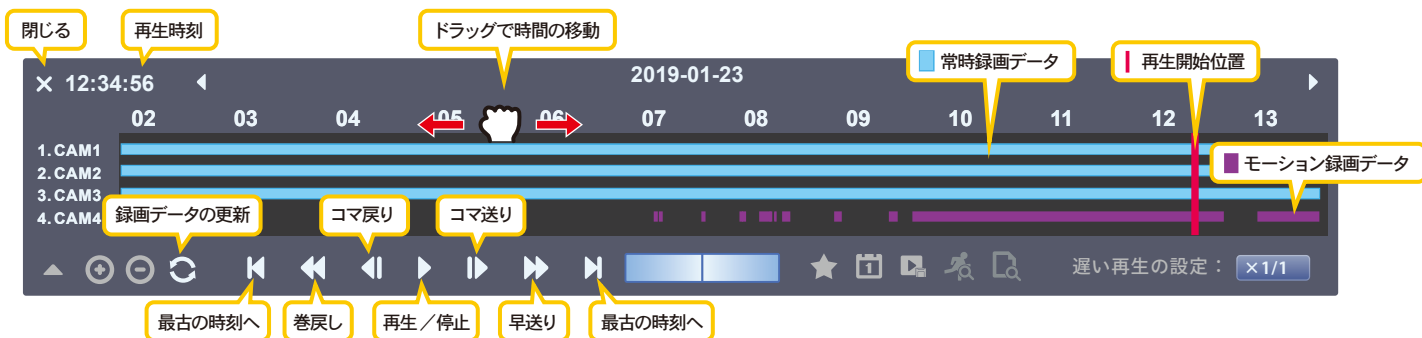 閉じる
再生時刻
ドラッグで時間の移動
常時録画データ
再生開始位置
12:34:56
2019-01-23
02 03 04 05 06 07 08 09 10 11 12 13
1.CAM1
2.CAM2
3.CAM3
4.CAM4
モーション録画データ
録画データの更新
コマ戻り
コマ送り
1
遅い再生の設定：
×1/1
最古の時刻へ
巻戻し
再生／停止
早送り
最古の時刻へ